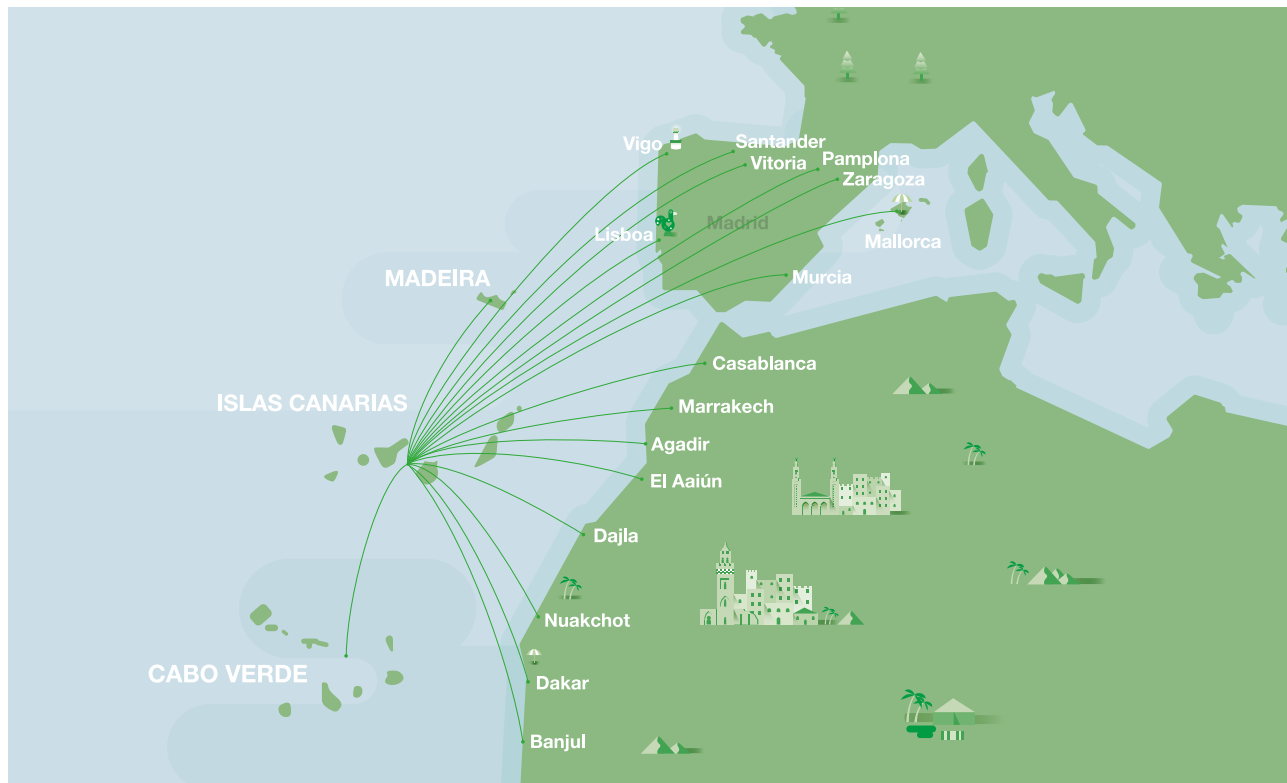 Vigo
Santander
Vitoria
Pamplona
Zaragoza
Madrid
Lisboa
Mallorca
MADEIRA
Murcia
Casablanca
ISLAS CANARIAS
Marrakech
Agadir
El Aaiún
Dajla
Nuakchot
CABO VERDE
Dakar
Banjul